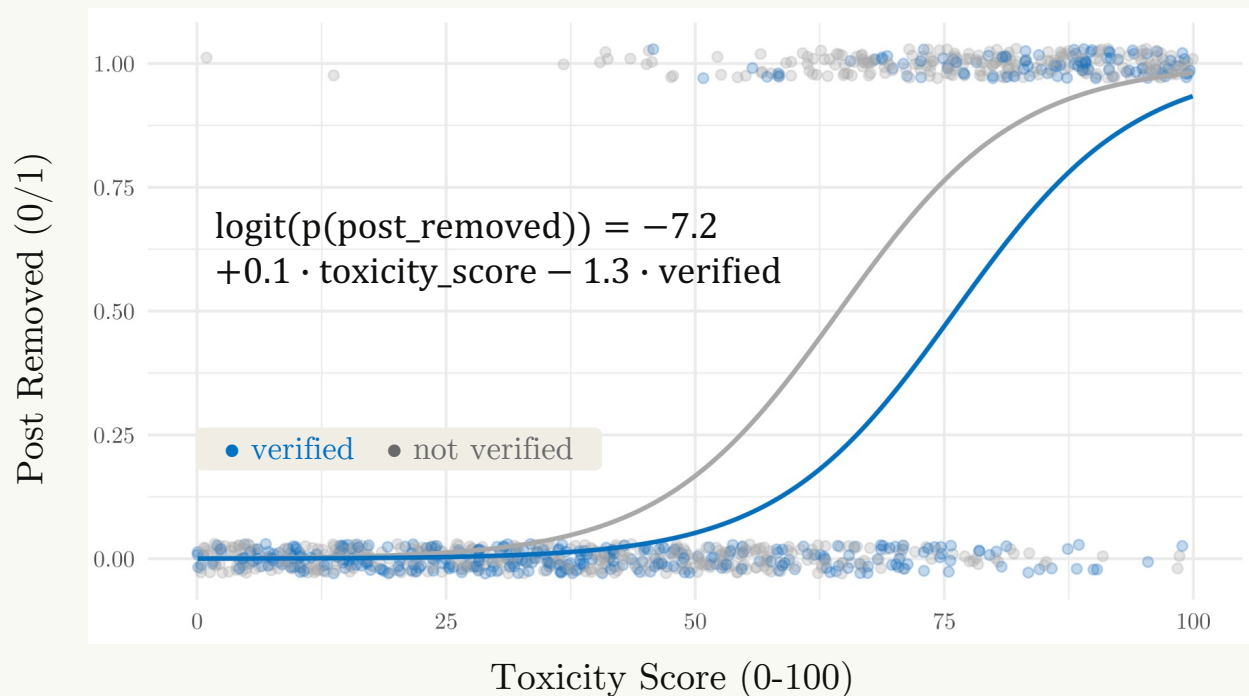 Post Removed (0/1)
1.00
0.75
0.50
0.25
0.00
logit(p(post_removed)) = −7.2
+0.1 · toxicity_score − 1.3 · verified
● verified ● not verified
0 25 50 75 100
Toxicity Score (0-100)